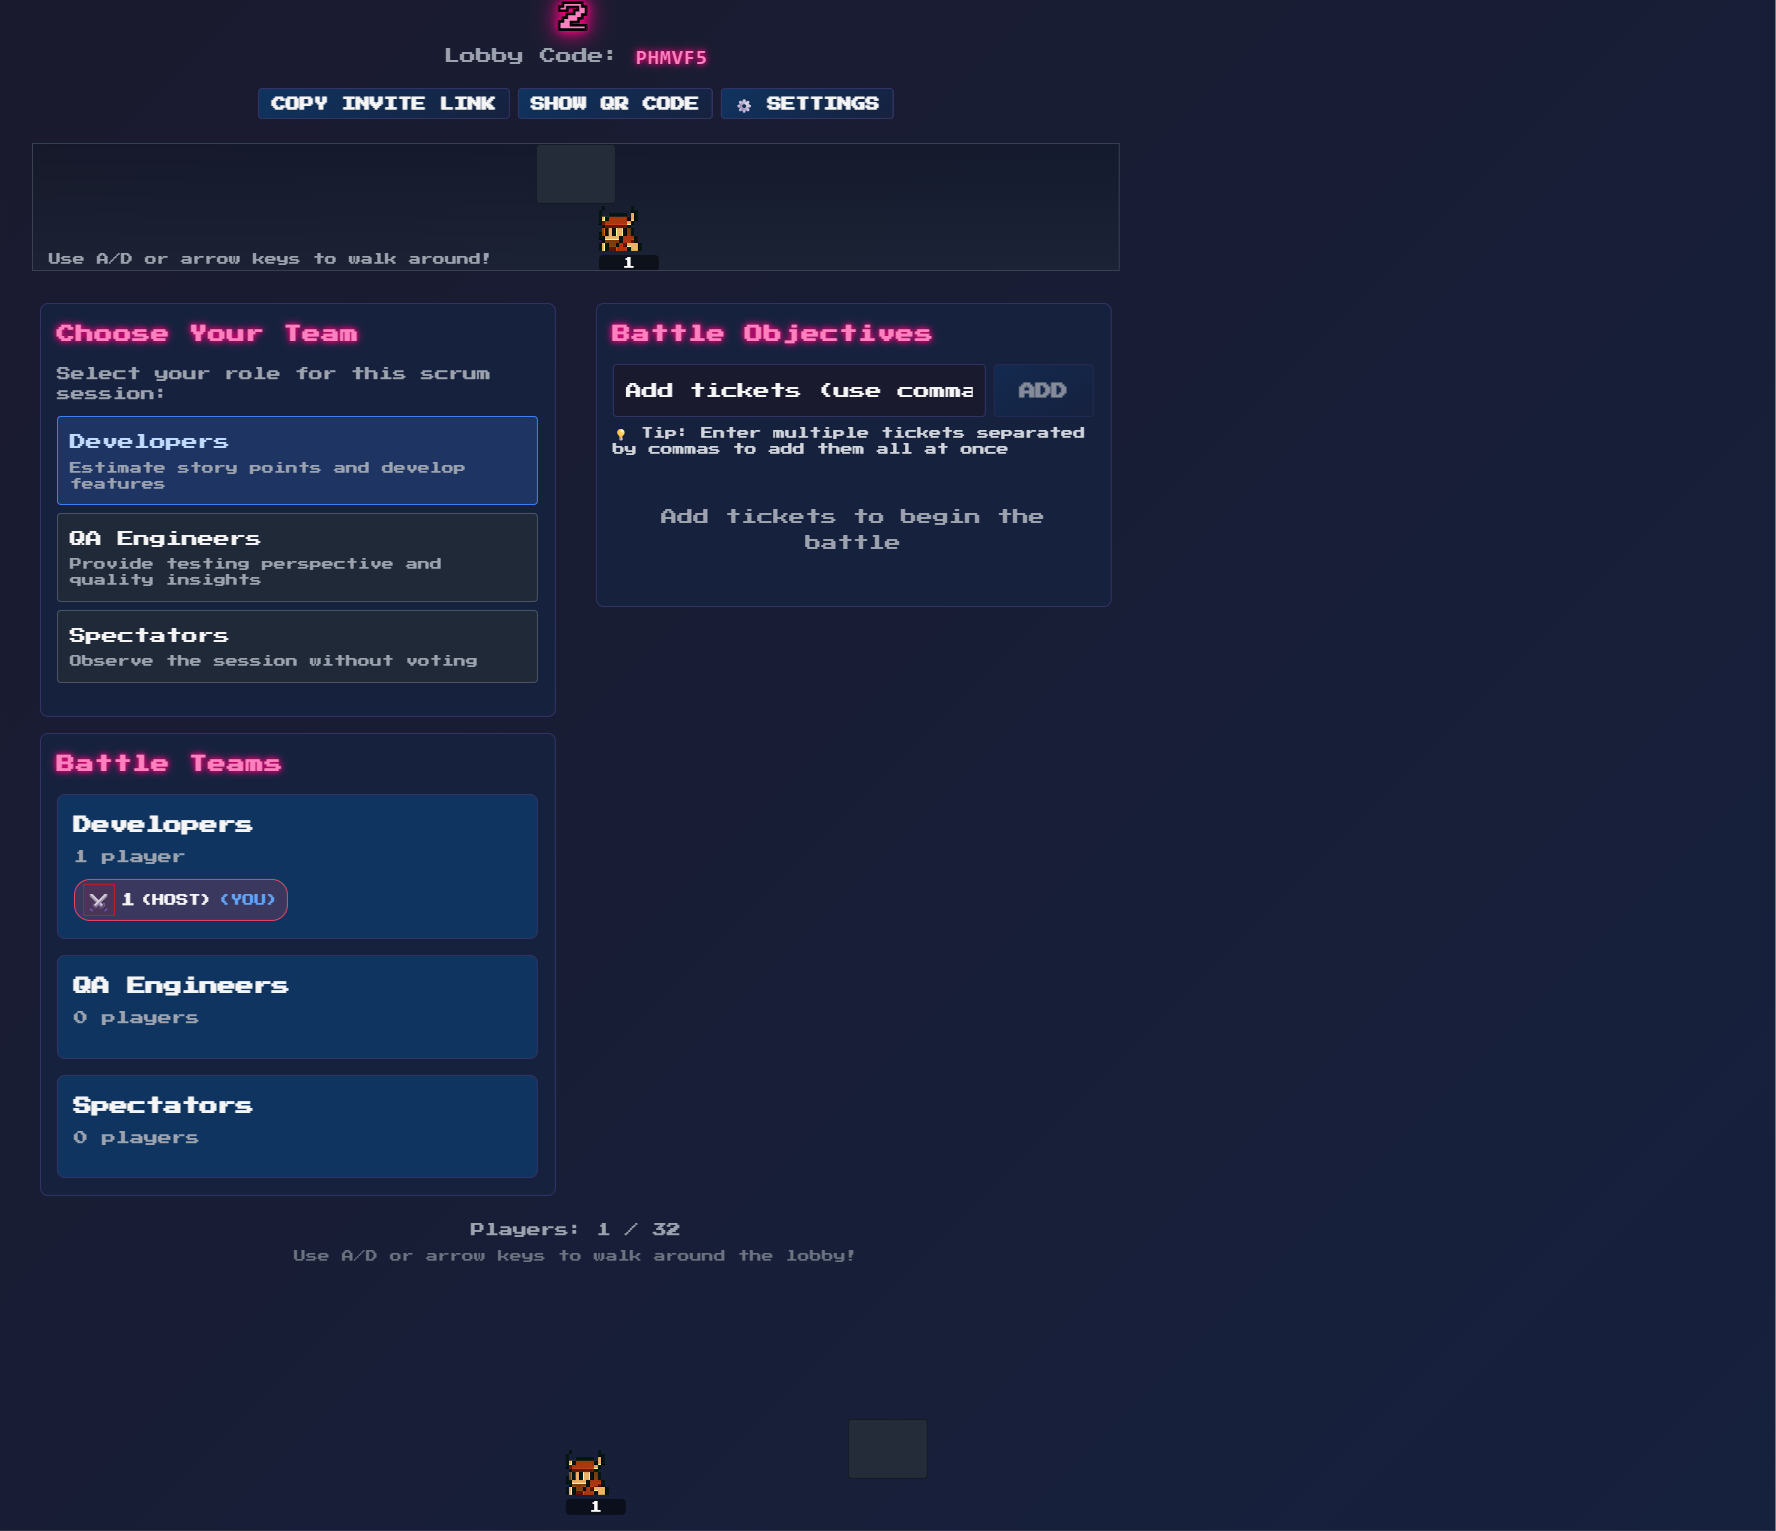 2
Lobby Code: PHMVF5
COPY INVITE LINK
SHOW QR CODE
SETTINGS
Use A/D or arrow keys to walk around!
1
Choose Your Team
Select your role for this scrum
session:
Developers
Estimate story points and develop
features
QA Engineers
Provide testing perspective and
quality insights
Spectators
Observe the session without voting
Battle Objectives
Add tickets (use comma
ADD
Tip: Enter multiple tickets separated
by commas to add them all at once
Add tickets to begin the
battle
Battle Teams
Developers
1 player
1 (HOST) (YOU)
QA Engineers
0 players
Spectators
0 players
Players: 1 / 32
Use A/D or arrow keys to walk around the lobby!
1